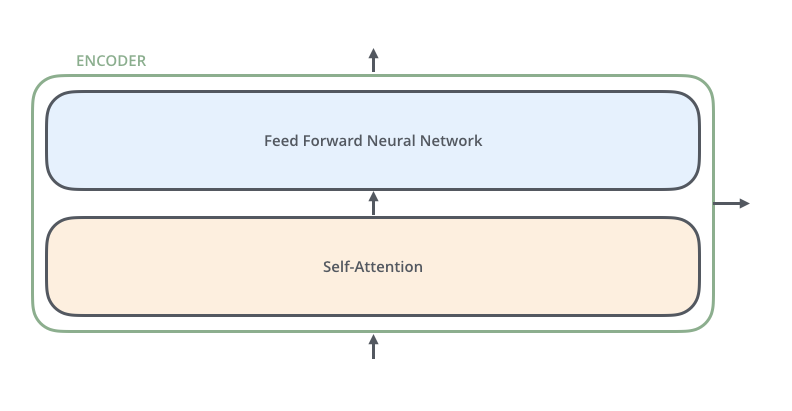 ENCODER
Feed Forward Neural Network
Self-Attention